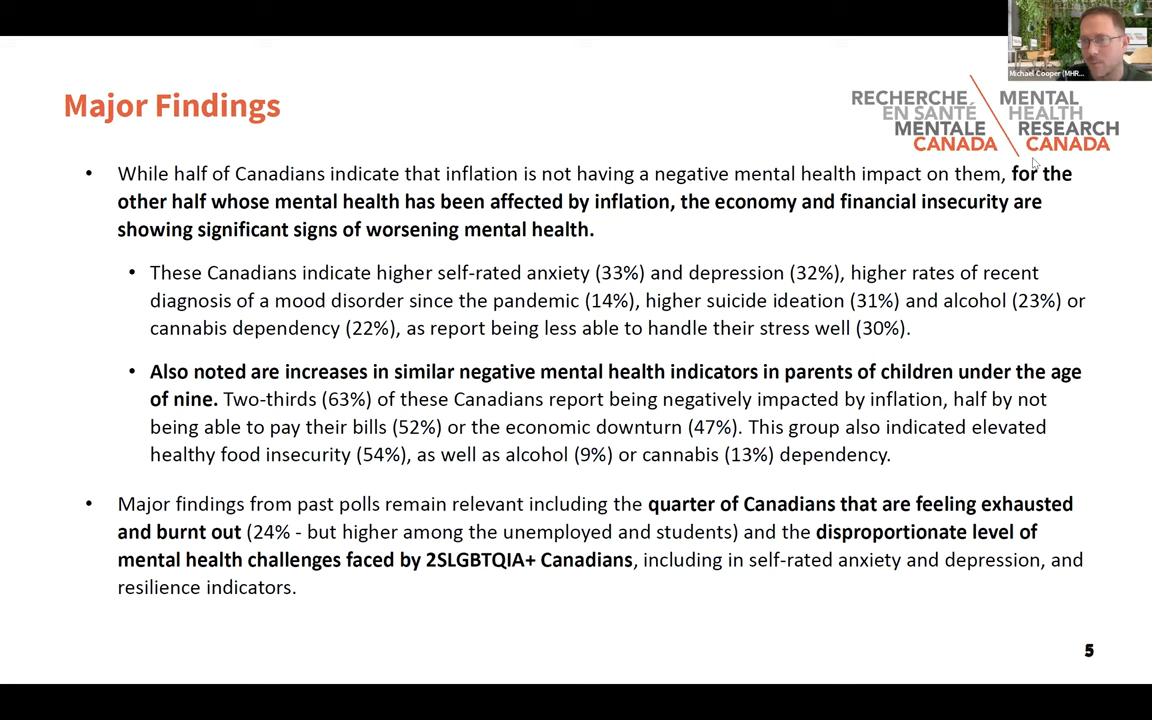 Michael Cooper (MHR...
Major Findings
RECHERCHE
EN SANTÉ
MENTALE
CANADA
MENTAL
HEALTH
RESEARCH
CANADA
• While half of Canadians indicate that inflation is not having a negative mental health impact on them, for the
other half whose mental health has been affected by inflation, the economy and financial insecurity are
showing significant signs of worsening mental health.
• These Canadians indicate higher self-rated anxiety (33%) and depression (32%), higher rates of recent
diagnosis of a mood disorder since the pandemic (14%), higher suicide ideation (31%) and alcohol (23%) or
cannabis dependency (22%), as report being less able to handle their stress well (30%).
• Also noted are increases in similar negative mental health indicators in parents of children under the age
of nine. Two-thirds (63%) of these Canadians report being negatively impacted by inflation, half by not
being able to pay their bills (52%) or the economic downturn (47%). This group also indicated elevated
healthy food insecurity (54%), as well as alcohol (9%) or cannabis (13%) dependency.
• Major findings from past polls remain relevant including the quarter of Canadians that are feeling exhausted
and burnt out (24% - but higher among the unemployed and students) and the disproportionate level of
mental health challenges faced by 2SLGBTQIA+ Canadians, including in self-rated anxiety and depression, and
resilience indicators.
5